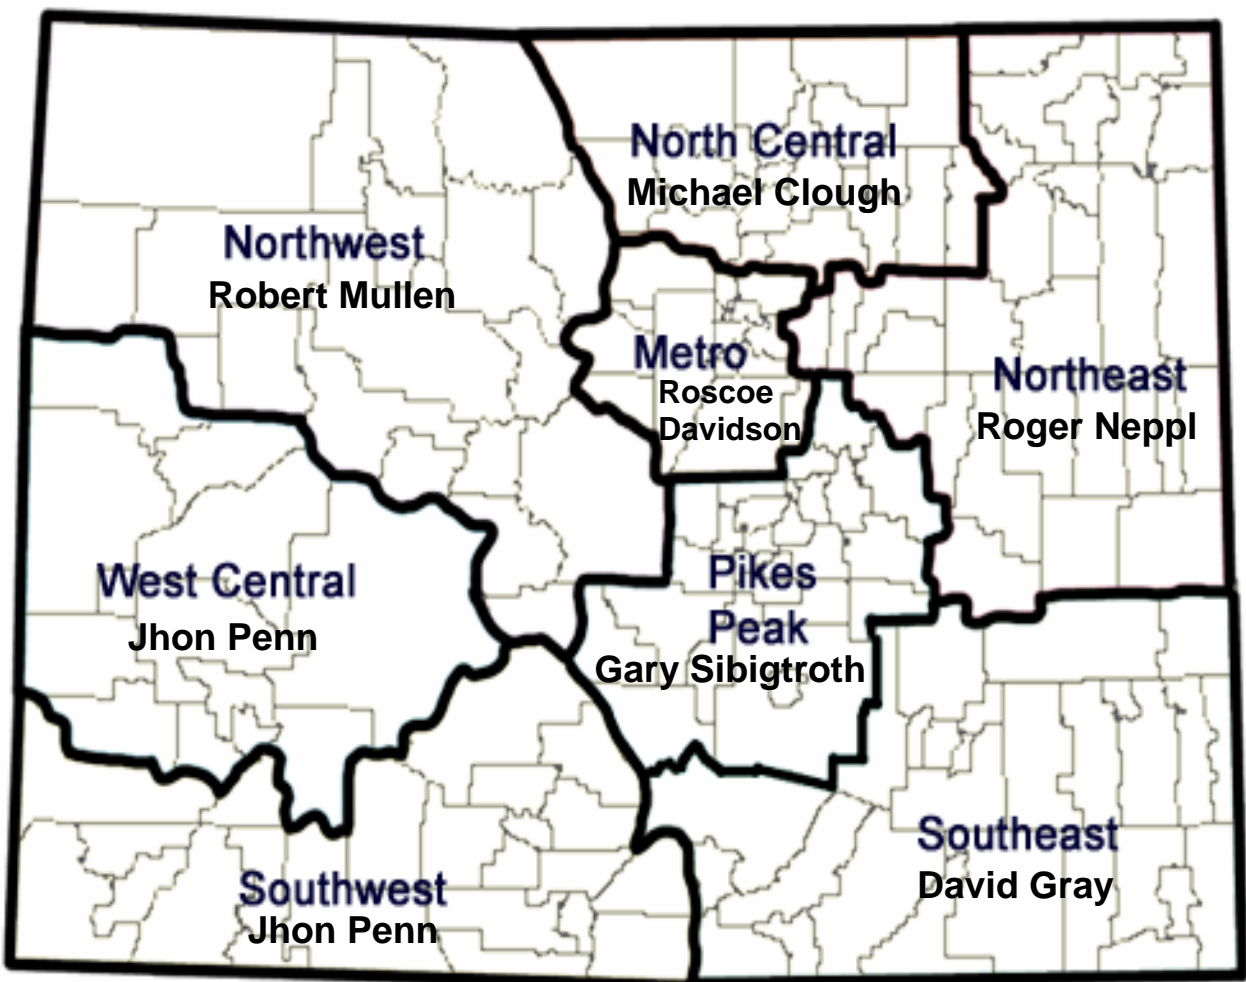 North Central
Michael Clough
Northwest
Robert Mullen
Metro
Roscoe
Davidson
Northeast
Roger Neppl
West Central
Jhon Penn
Pikes
Peak
Gary Sibigtroth
Southeast
David Gray
Southwest
Jhon Penn